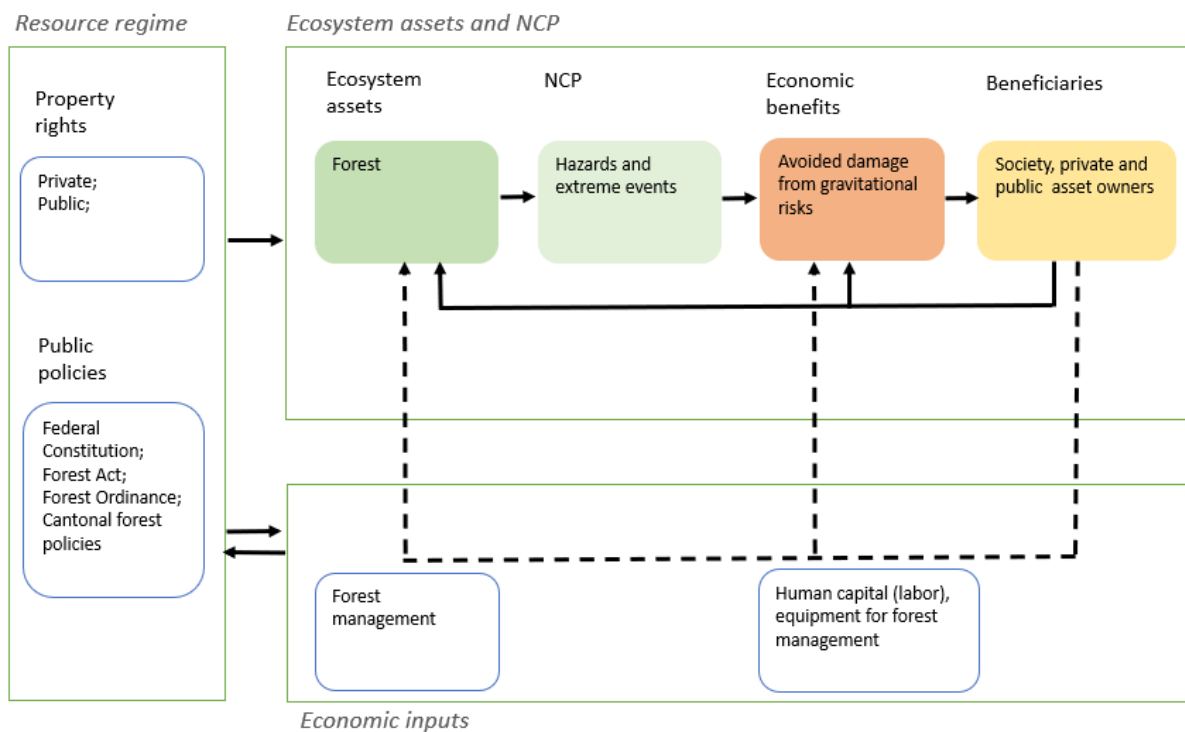 Resource regime
Property
rights
Private;
Public;
Public
policies
Federal
Constitution;
Forest Act;
Forest Ordinance;
Cantonal forest
policies
Ecosystem assets and NCP
Ecosystem
assets
NCP
Economic
benefits
Beneficiaries
Forest
Hazards and
extreme events
Avoided damage
from gravitational
risks
Society, private and
public asset owners
Forest
management
Human capital (labor),
equipment for forest
management
Economic inputs